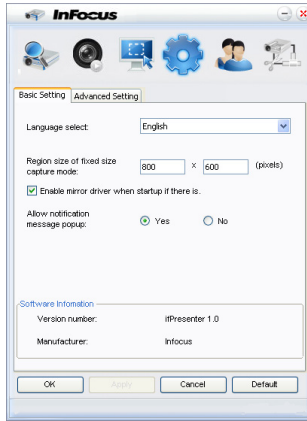 InFocus
Basic Setting
Advanced Setting
Language select:
English
Region size of fixed size
capture mode:
800 x 600 (pixels)
Enable mirror driver when startup if there is.
Allow notification
message popup:
Yes
No
Software Infomation
Version number: ifPresenter 1.0
Manufacturer: Infocus
OK
Apply
Cancel
Default